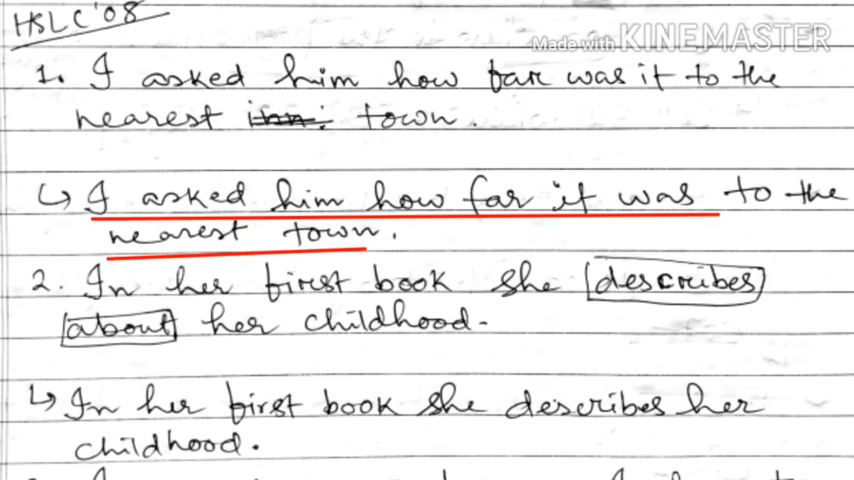 HSLC'08
Made with KINEMASTER
1. I asked him how far was it to the
nearest town.
↳ I asked him how far it was to the
nearest town.
2. In her first book she describes
about her childhood.
↳ In her first book she describes her
childhood.